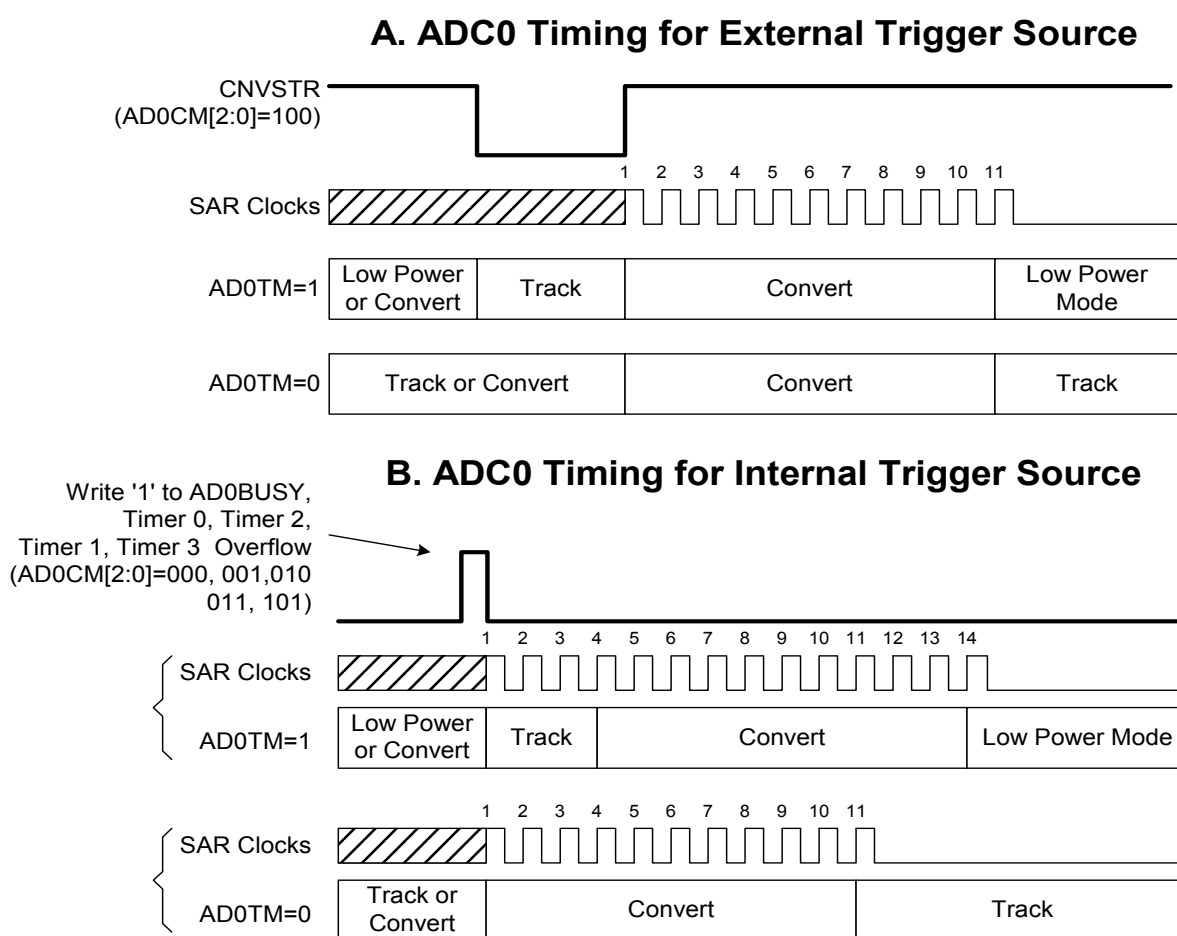 A. ADC0 Timing for External Trigger Source
CNVSTR
(AD0CM[2:0]=100)
1 2 3 4 5 6 7 8 9 10 11
SAR Clocks
AD0TM=1
Low Power
or Convert
Track
Convert
Low Power
Mode
AD0TM=0
Track or Convert
Convert
Track
B. ADC0 Timing for Internal Trigger Source
Write '1' to AD0BUSY,
Timer 0, Timer 2,
Timer 1, Timer 3 Overflow
(AD0CM[2:0]=000, 001,010
011, 101)
1 2 3 4 5 6 7 8 9 10 11 12 13 14
SAR Clocks
AD0TM=1
Low Power
or Convert
Track
Convert
Low Power Mode
1 2 3 4 5 6 7 8 9 10 11
SAR Clocks
AD0TM=0
Track or
Convert
Convert
Track